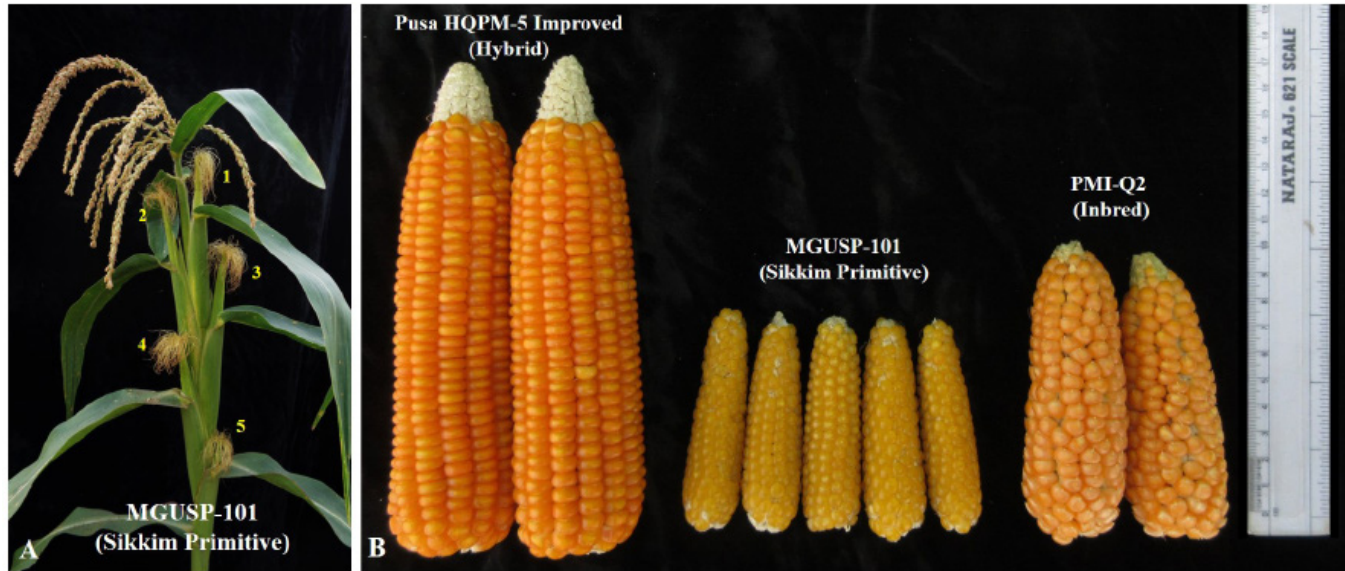 1
2
3
4
5
MGUSP-101
(Sikkim Primitive)
A
Pusa HQPM-5 Improved
(Hybrid)
MGUSP-101
(Sikkim Primitive)
PMI-Q2
(Inbred)
B
NATARAJ. 621 SCALE